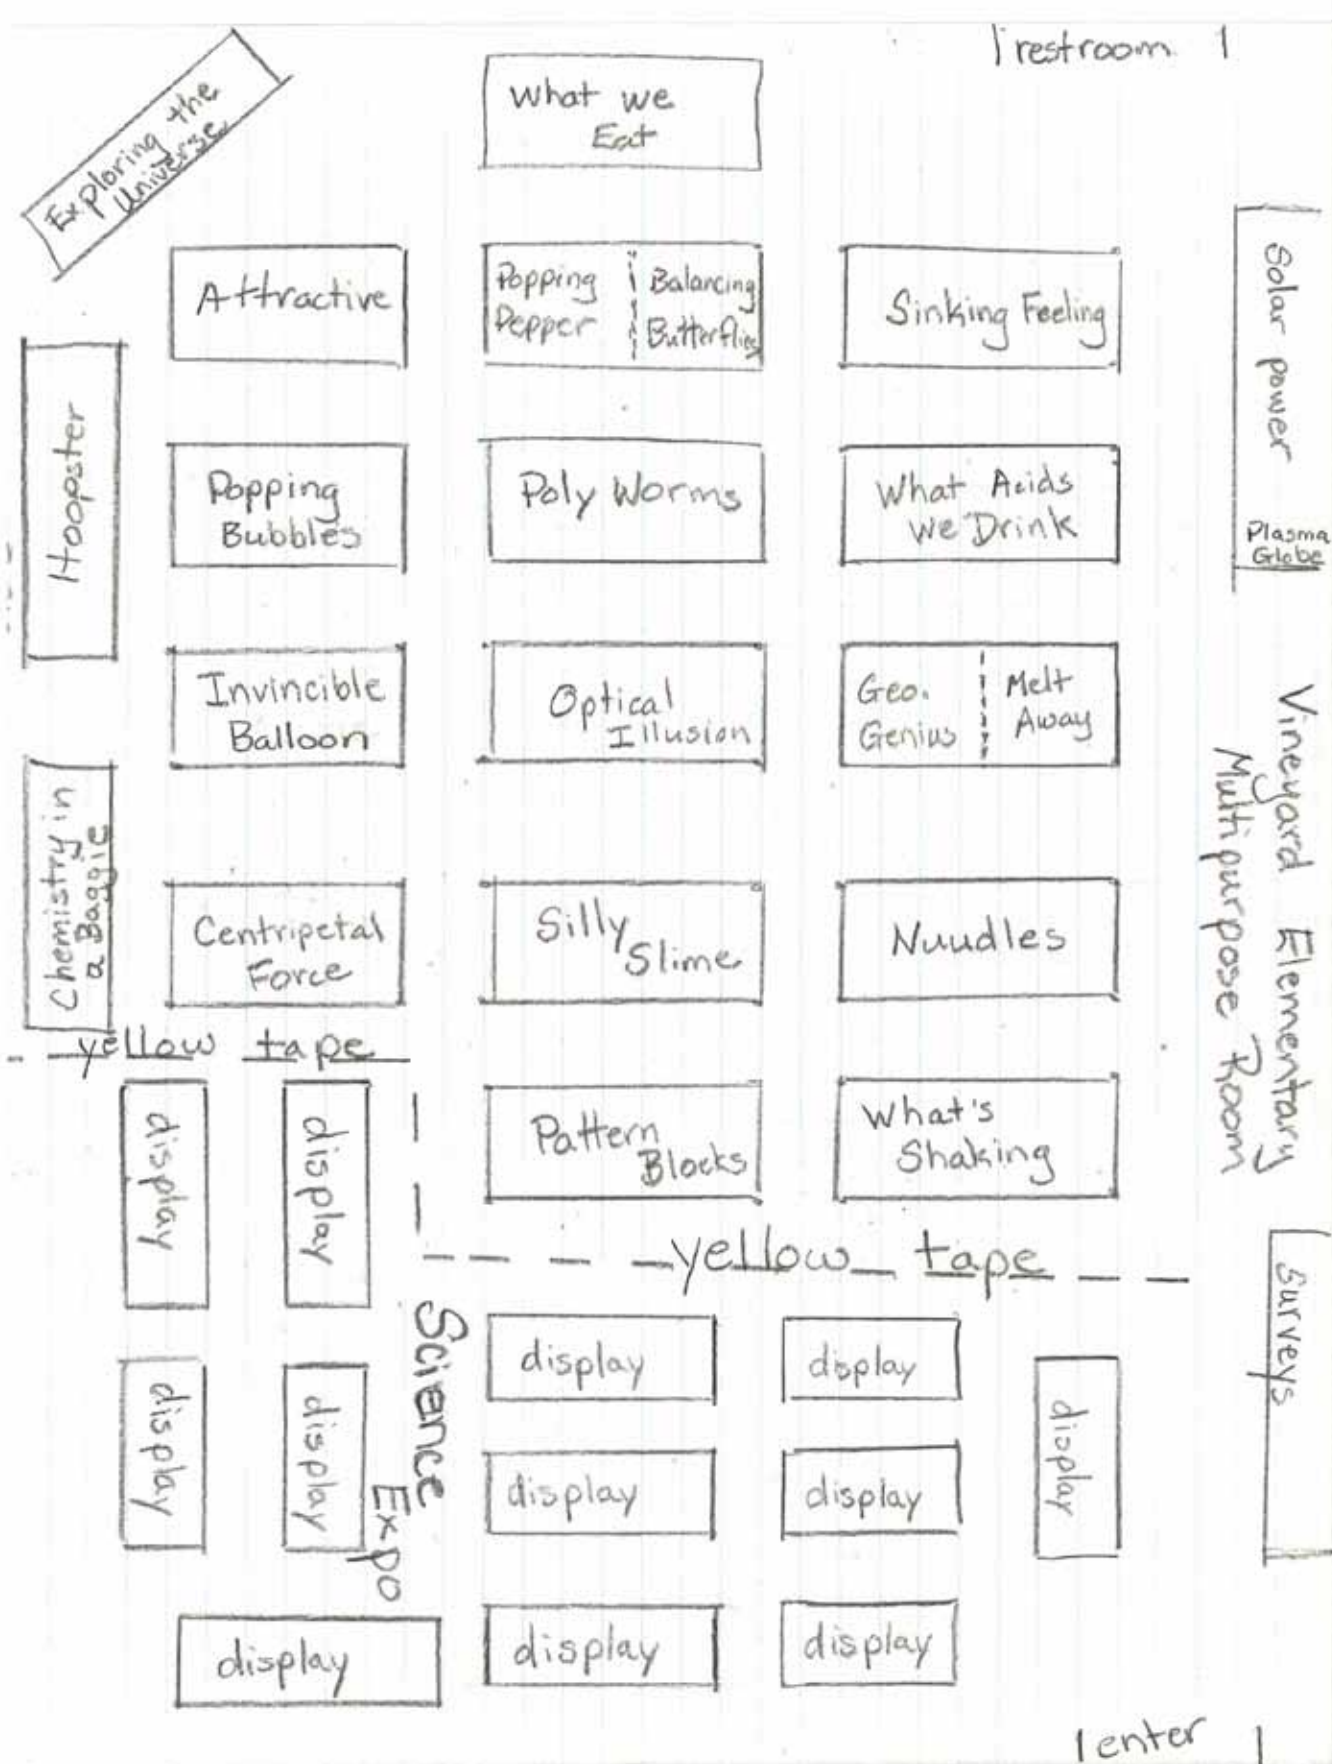 restroom
Exploring the
Universe
What we
Eat
Attractive
Popping
Pepper
Balancing
Butterflies
Sinking Feeling
Solar power
Plasma
Globe
Hoopster
Popping
Bubbles
Poly Worms
What Acids
We Drink
Invincible
Balloon
Optical
Illusion
Geo.
Genius
Melt
Away
Vineyard Elementary
Multipurpose Room
Chemistry in
a Baggie
Centripetal
Force
Silly
Slime
Nuudles
yellow tape
Pattern
Blocks
What's
Shaking
display
display
yellow tape
Surveys
Science
Expo
display
display
display
display
display
display
display
display
display
display
enter